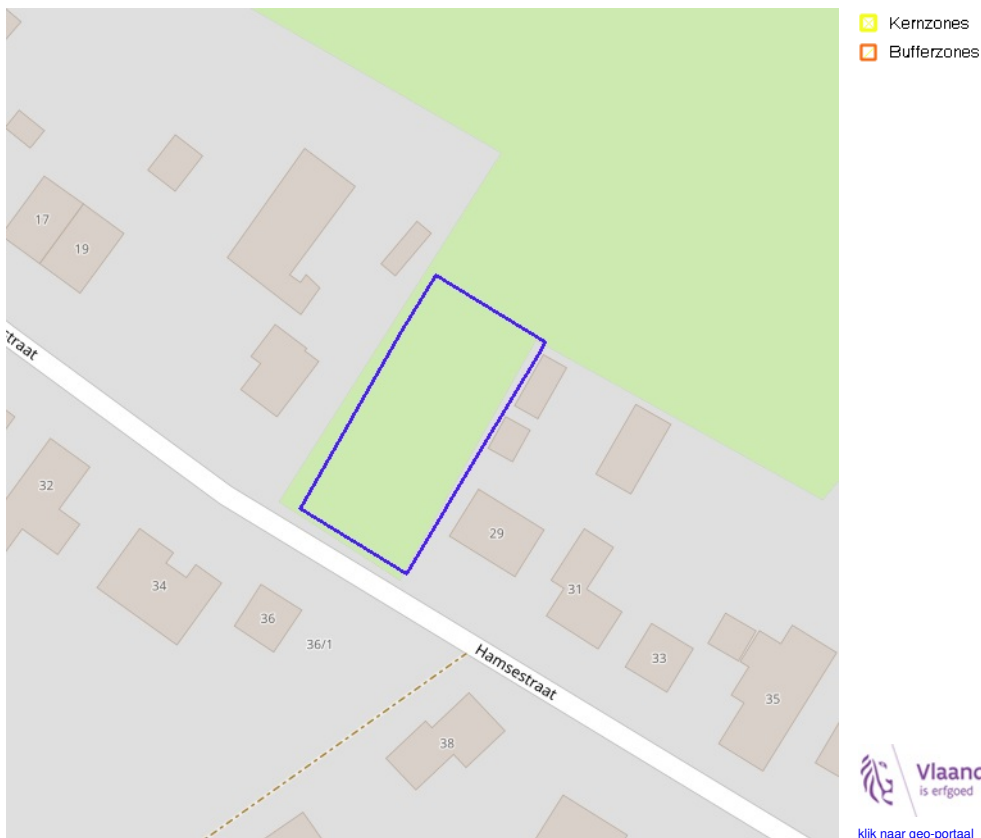 Kernzones
Bufferzones
17
19
straat
32
34
36
36/1
29
31
33
35
Hamsestraat
38
Vlaand
is erfgoed
klik naar geo-portaal